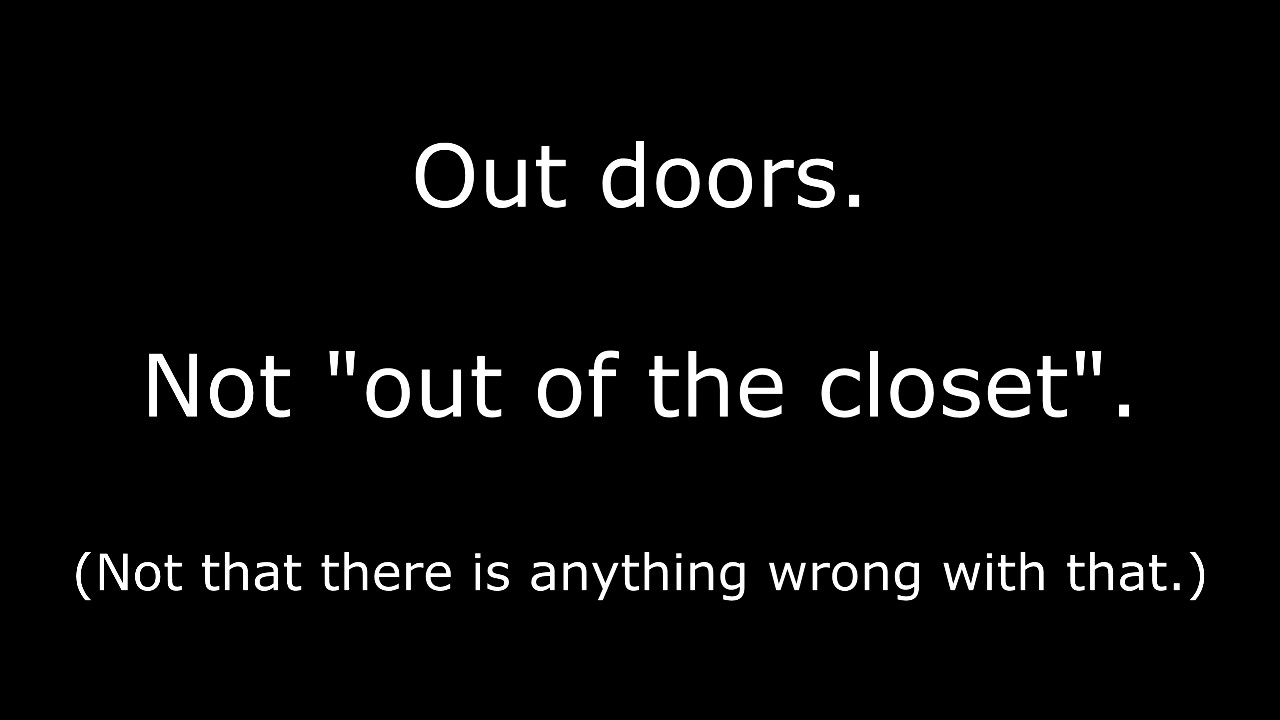 Out doors.
Not "out of the closet".
(Not that there is anything wrong with that.)